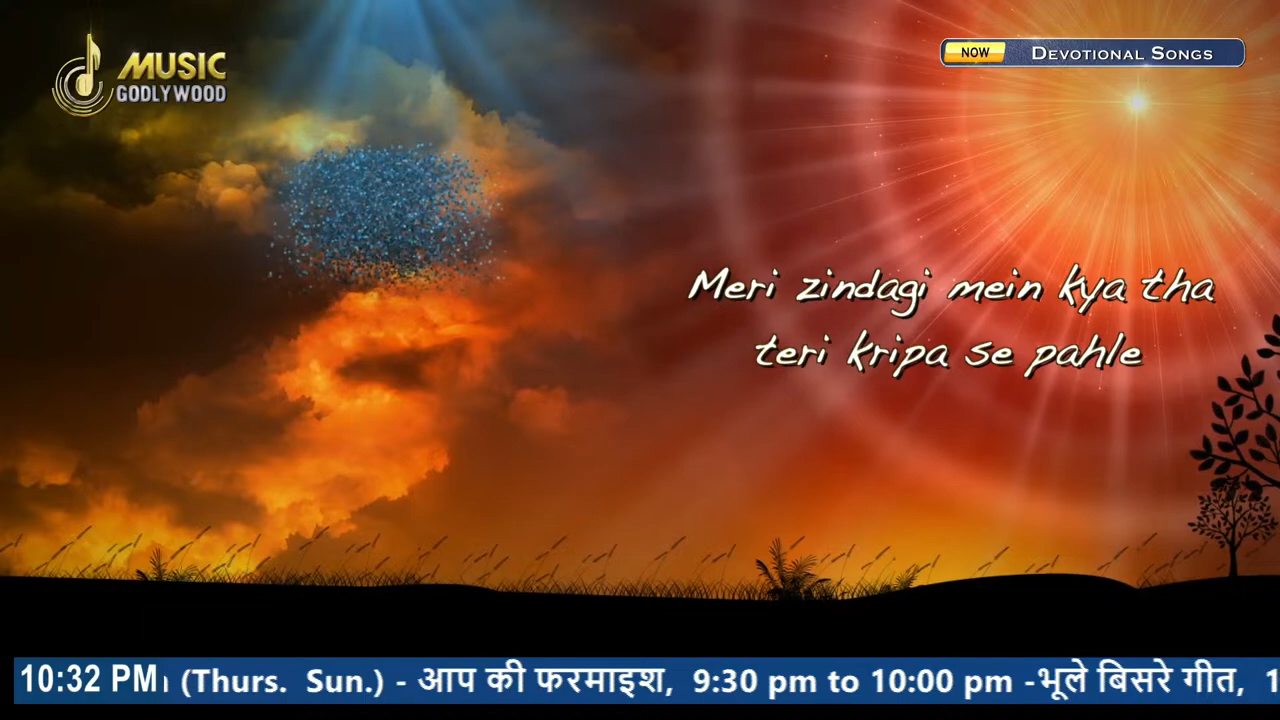 MUSIC
GODLYWOOD
NOW Devotional Songs
Meri zindagi mein kya tha
teri kripa se pahle
10:32 PM (Thurs. Sun.) - आप की फरमाइश, 9:30 pm to 10:00 pm -भूले बिसरे गीत,